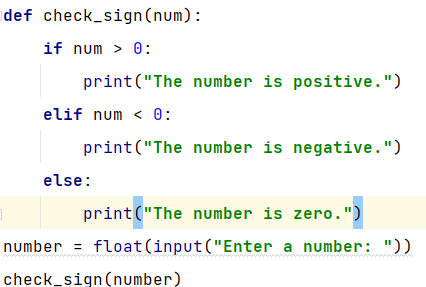 def check_sign(num):
    if num > 0:
        print("The number is positive.")
    elif num < 0:
        print("The number is negative.")
    else:
        print("The number is zero.")
number = float(input("Enter a number: "))
check_sign(number)